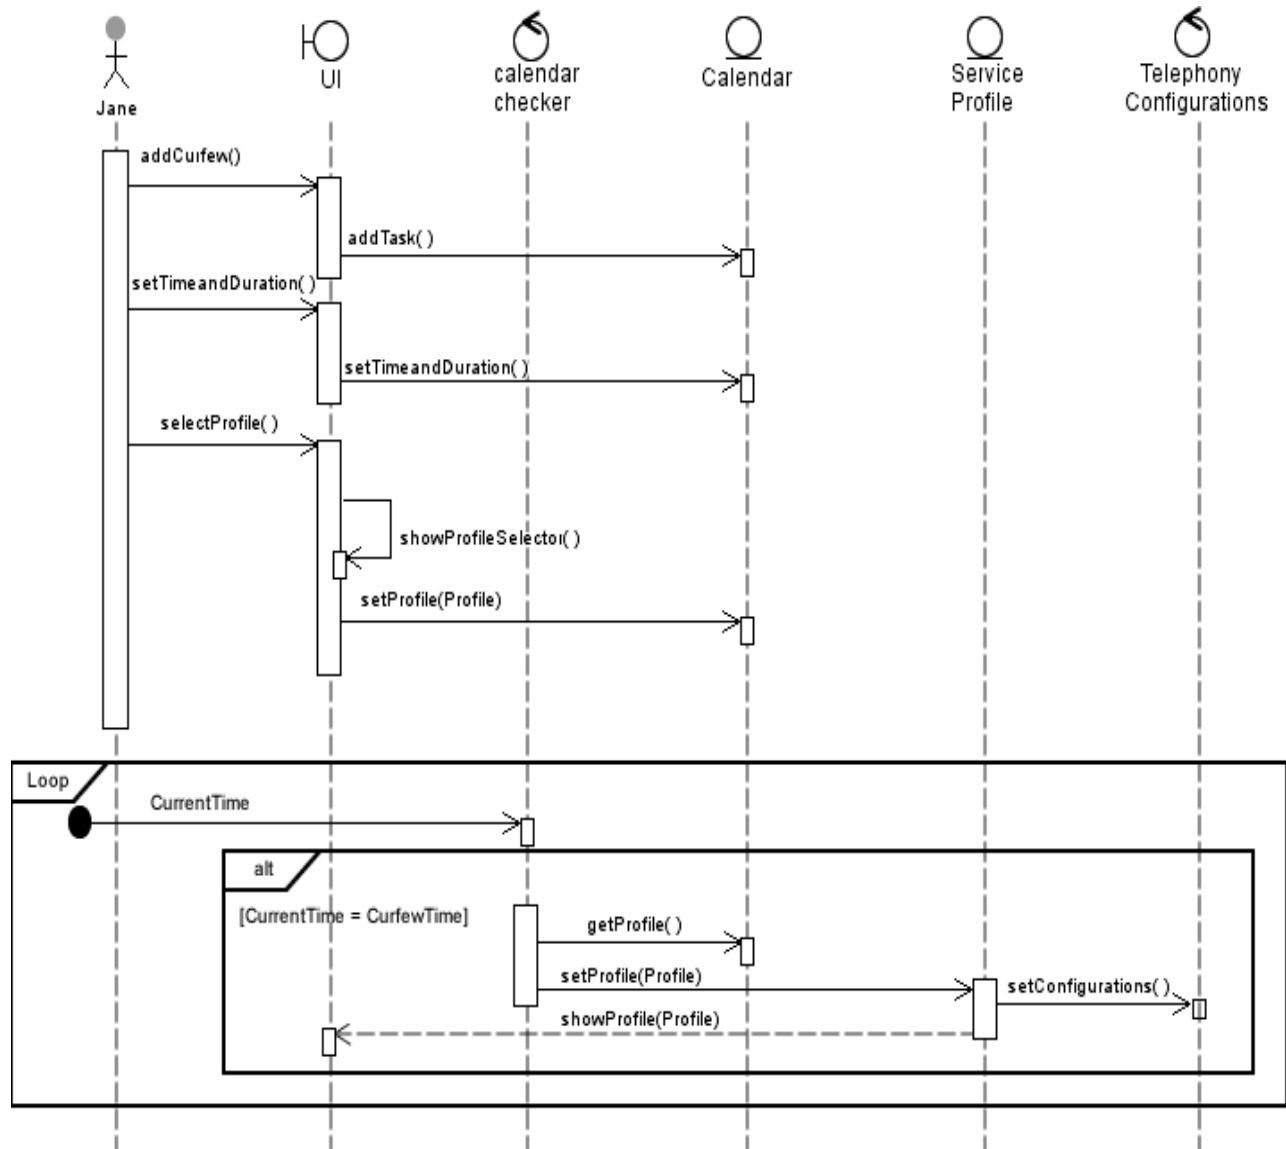 Jane
UI
calendar
checker
Calendar
Service
Profile
Telephony
Configurations
addCurfew()
addTask( )
setTimeandDuration( )
setTimeandDuration( )
selectProfile( )
showProfileSelector( )
setProfile(Profile)
Loop
CurrentTime
alt
[CurrentTime = CurfewTime]
getProfile( )
setProfile(Profile)
setConfigurations( )
showProfile(Profile)